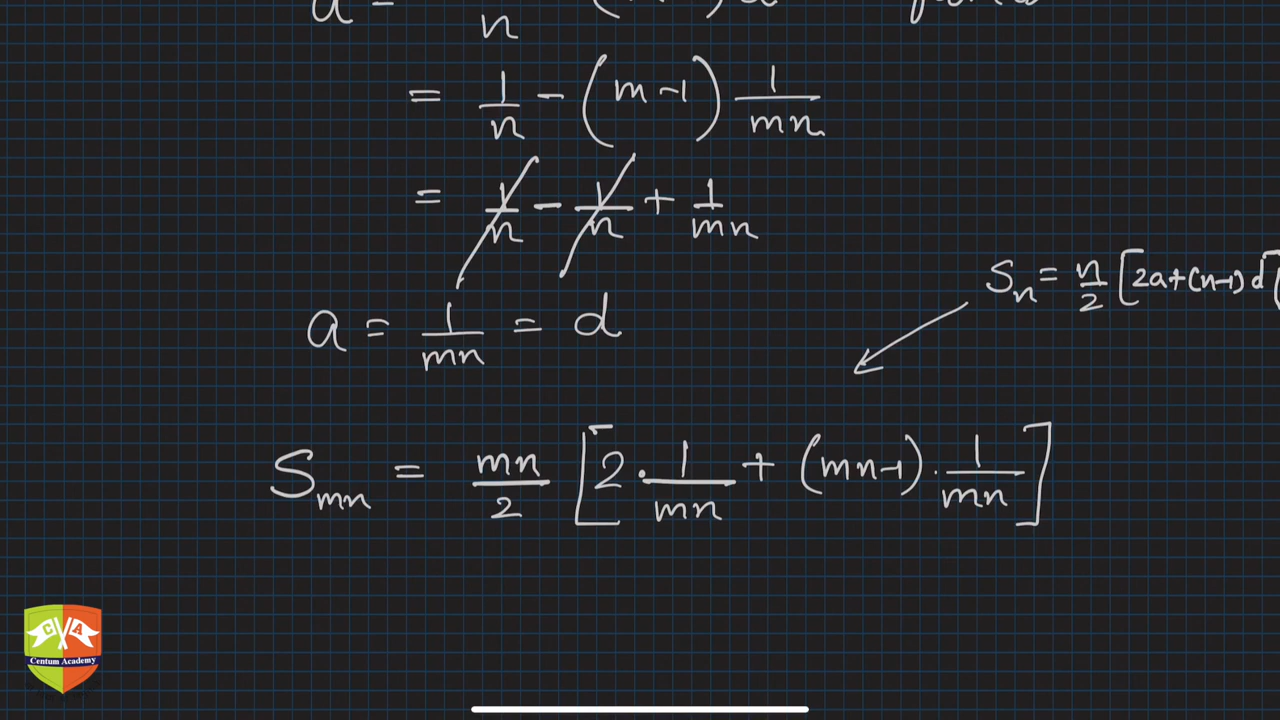 = 1/n - (m-1) 1/mn
= 1/n - 1/n + 1/mn
a = 1/mn = d
Sₙ = n/2 [2a+(n-1)d]
Sₘₙ = mn/2 [2 · 1/mn + (mn-1) · 1/mn]
C A
Centum Academy